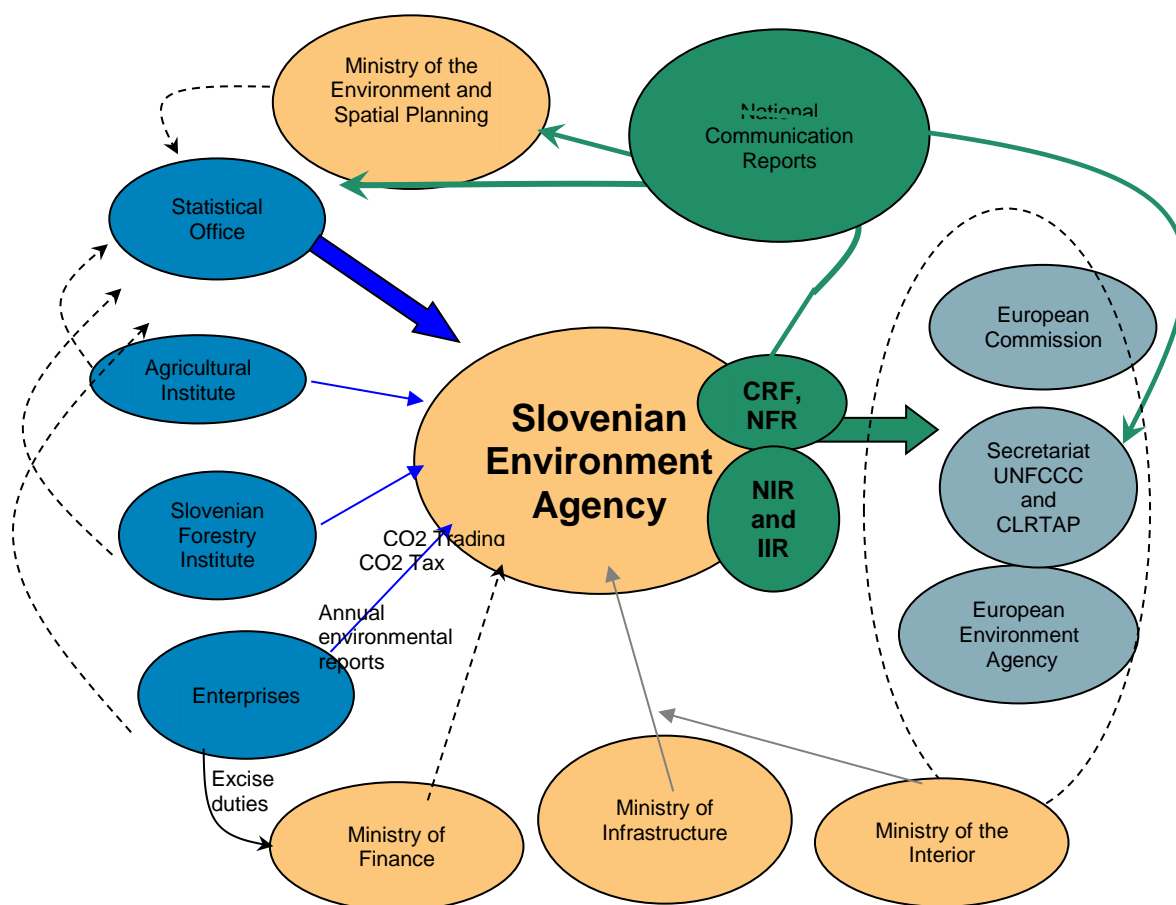 Ministry of the
Environment and
Spatial Planning
National
Communication
Reports
Statistical
Office
European
Commission
Agricultural
Institute
CRF,
NFR
Slovenian
Environment
Agency
Secretariat
UNFCCC
and
CLRTAP
NIR
and
IIR
Slovenian
Forestry
Institute
CO2 Trading
CO2 Tax
Annual
environmental
reports
European
Environment
Agency
Enterprises
Excise
duties
Ministry of
Finance
Ministry of
Infrastructure
Ministry of the
Interior